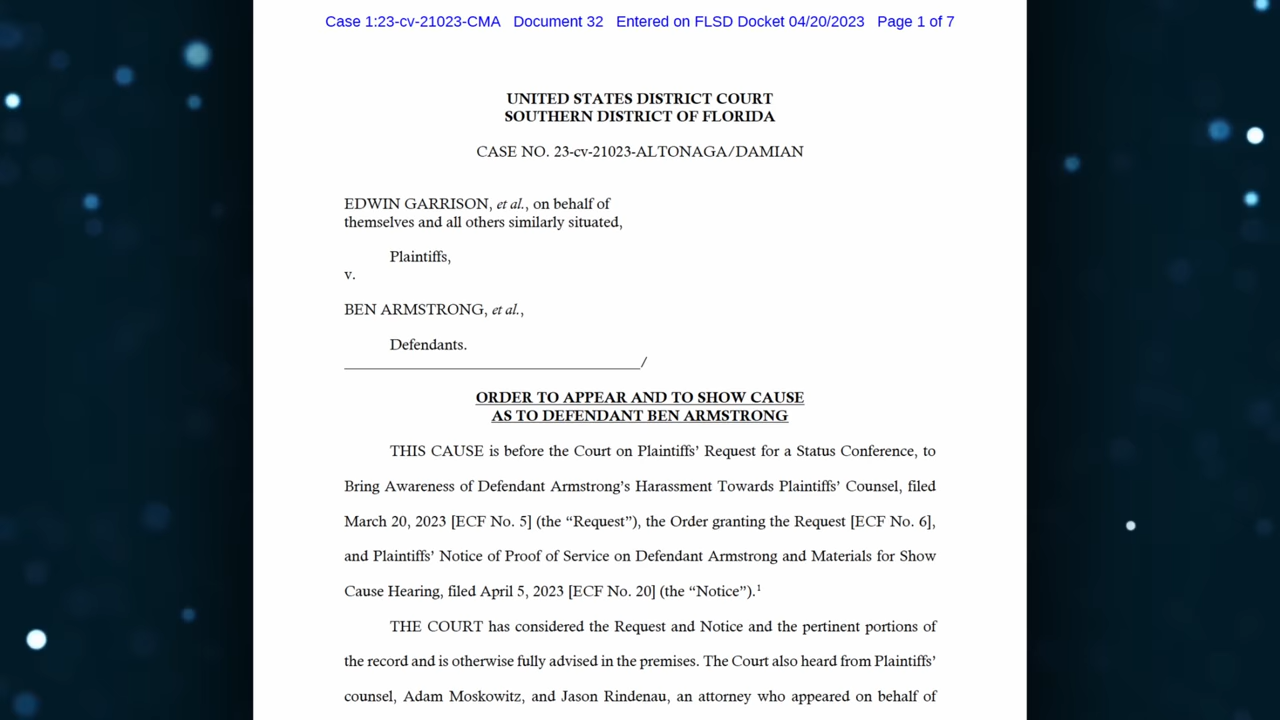 Case 1:23-cv-21023-CMA Document 32 Entered on FLSD Docket 04/20/2023 Page 1 of 7
UNITED STATES DISTRICT COURT
SOUTHERN DISTRICT OF FLORIDA
CASE NO. 23-cv-21023-ALTONAGA/DAMIAN
EDWIN GARRISON, et al., on behalf of
themselves and all others similarly situated,
Plaintiffs,
v.
BEN ARMSTRONG, et al.,
Defendants.
/
ORDER TO APPEAR AND TO SHOW CAUSE
AS TO DEFENDANT BEN ARMSTRONG
THIS CAUSE is before the Court on Plaintiffs’ Request for a Status Conference, to
Bring Awareness of Defendant Armstrong’s Harassment Towards Plaintiffs’ Counsel, filed
March 20, 2023 [ECF No. 5] (the “Request”), the Order granting the Request [ECF No. 6],
and Plaintiffs’ Notice of Proof of Service on Defendant Armstrong and Materials for Show
Cause Hearing, filed April 5, 2023 [ECF No. 20] (the “Notice”).¹
THE COURT has considered the Request and Notice and the pertinent portions of
the record and is otherwise fully advised in the premises. The Court also heard from Plaintiffs’
counsel, Adam Moskowitz, and Jason Rindenau, an attorney who appeared on behalf of